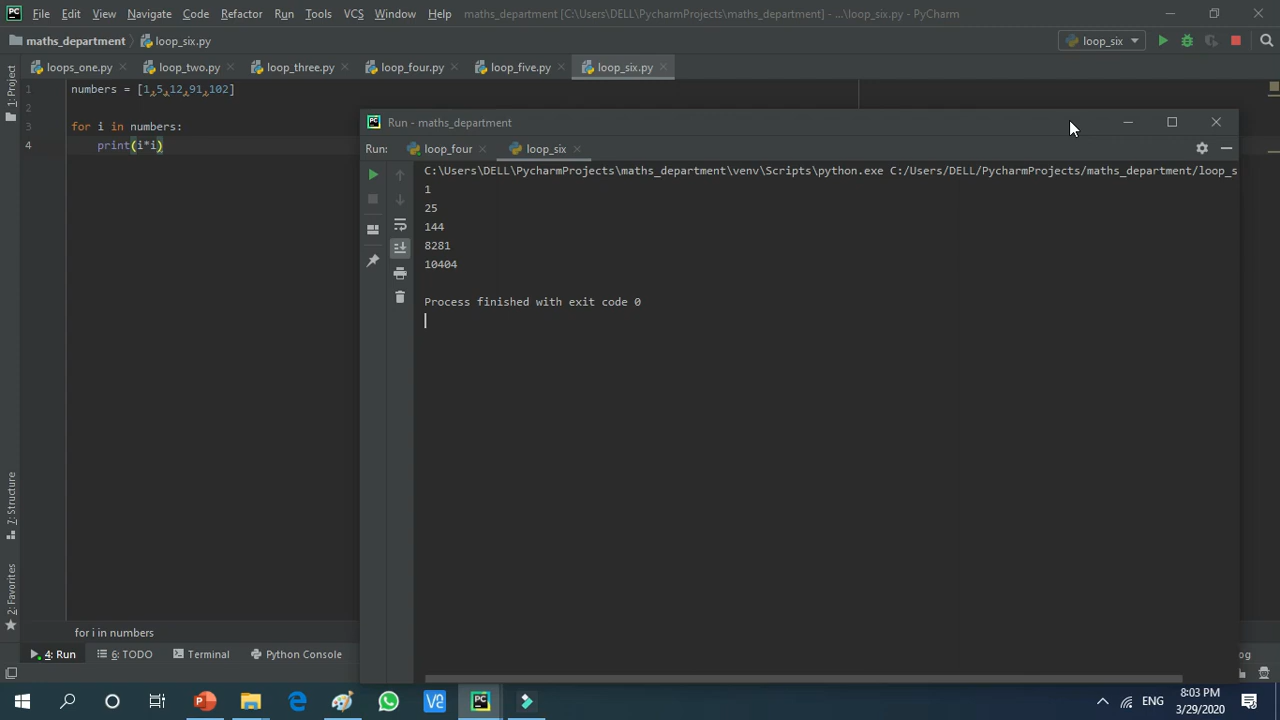 File Edit View Navigate Code Refactor Run Tools VCS Window Help maths_department [C:\Users\DELL\PycharmProjects\maths_department] - ...\loop_six.py - PyCharm
maths_department loop_six.py loop_six
1: Project
loops_one.py loop_two.py loop_three.py loop_four.py loop_five.py loop_six.py
1 numbers = [1,5,12,91,102]
2
3 for i in numbers:
4 print(i*i)
Run - maths_department
Run: loop_four loop_six
C:\Users\DELL\PycharmProjects\maths_department\venv\Scripts\python.exe C:/Users/DELL/PycharmProjects/maths_department/loop_s
1
25
144
8281
10404
Process finished with exit code 0
7: Structure
2: Favorites
for i in numbers
4: Run 6: TODO Terminal Python Console og
8:03 PM
ENG
3/29/2020